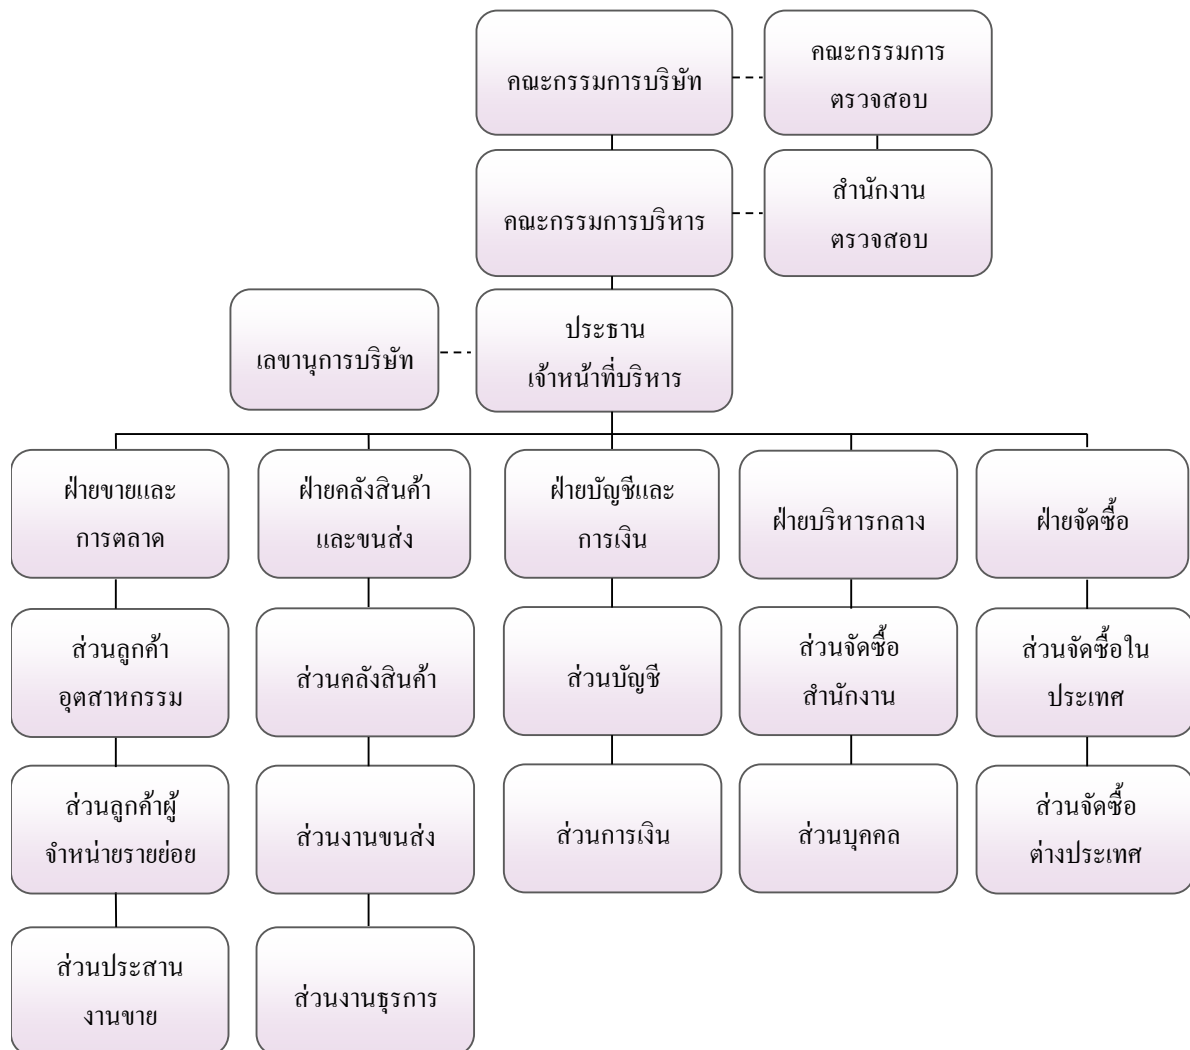 คณะกรรมการบริษัท
คณะกรรมการ
ตรวจสอบ
คณะกรรมการบริหาร
สำนักงาน
ตรวจสอบ
เลขานุการบริษัท
ประธาน
เจ้าหน้าที่บริหาร
ฝ่ายขายและ
การตลาด
ฝ่ายคลังสินค้า
และขนส่ง
ฝ่ายบัญชีและ
การเงิน
ฝ่ายบริหารกลาง
ฝ่ายจัดซื้อ
ส่วนลูกค้า
อุตสาหกรรม
ส่วนคลังสินค้า
ส่วนบัญชี
ส่วนจัดซื้อ
สำนักงาน
ส่วนจัดซื้อใน
ประเทศ
ส่วนลูกค้าผู้
จำหน่ายรายย่อย
ส่วนงานขนส่ง
ส่วนการเงิน
ส่วนบุคคล
ส่วนจัดซื้อ
ต่างประเทศ
ส่วนประสาน
งานขาย
ส่วนงานธุรการ